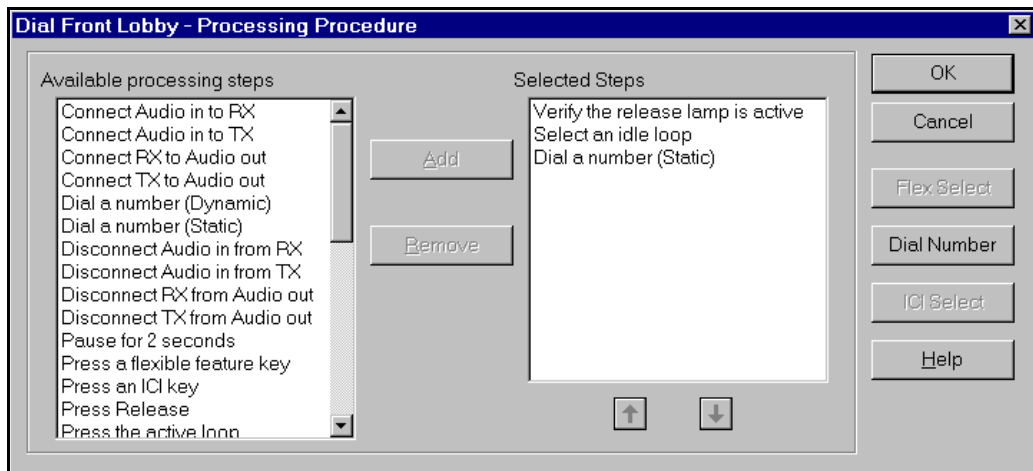 Dial Front Lobby - Processing Procedure
Available processing steps
Connect Audio in to RX
Connect Audio in to TX
Connect RX to Audio out
Connect TX to Audio out
Dial a number (Dynamic)
Dial a number (Static)
Disconnect Audio in from RX
Disconnect Audio in from TX
Disconnect RX from Audio out
Disconnect TX from Audio out
Pause for 2 seconds
Press a flexible feature key
Press an ICI key
Press Release
Press the active loop
Add
Remove
Selected Steps
Verify the release lamp is active
Select an idle loop
Dial a number (Static)
OK
Cancel
Flex Select
Dial Number
ICI Select
Help